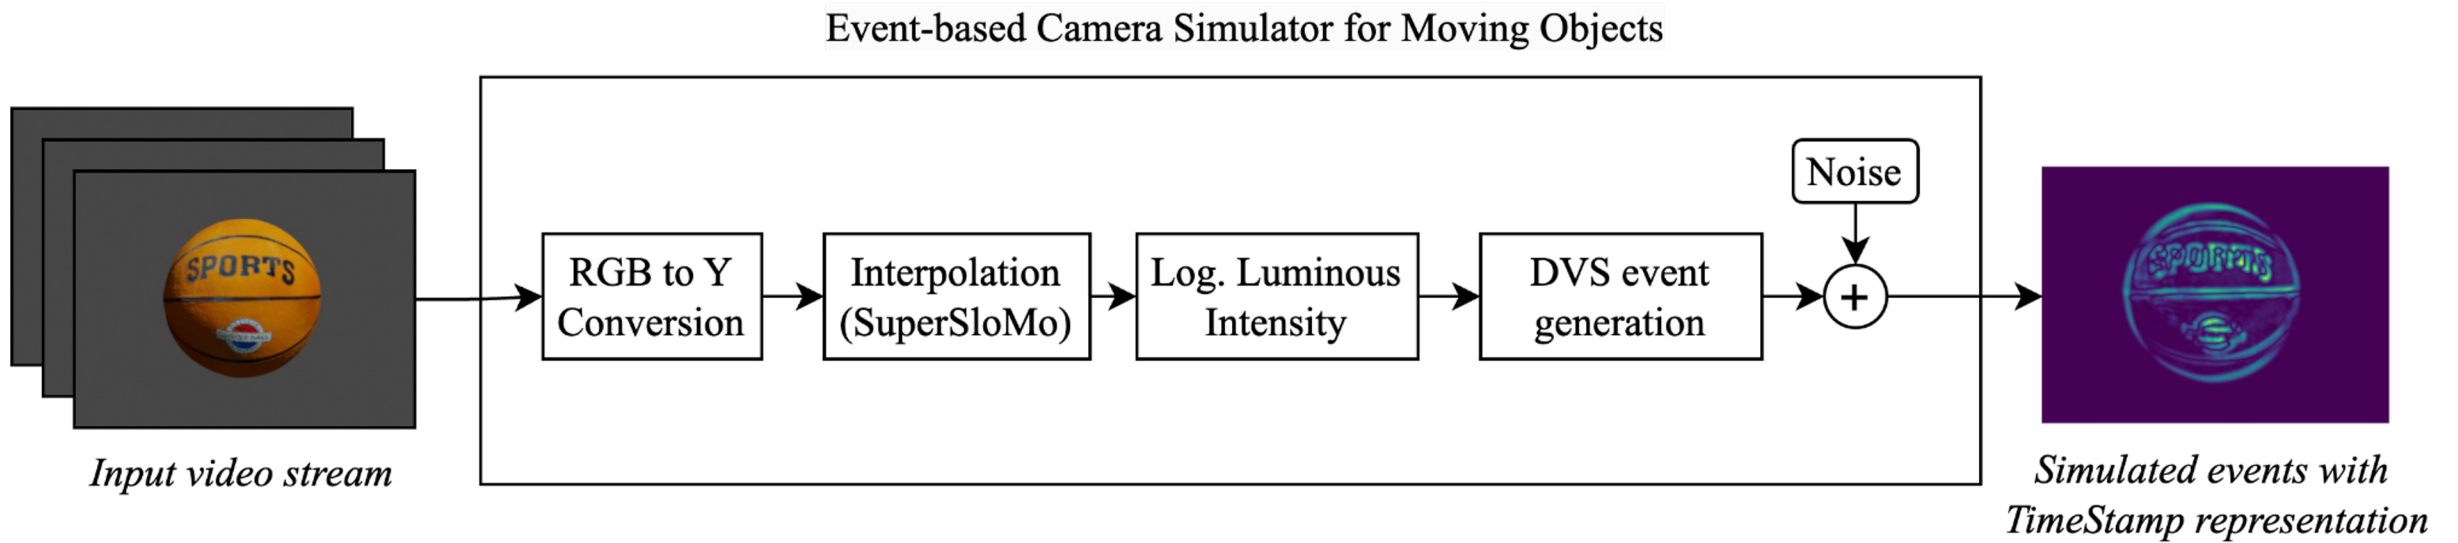 Event-based Camera Simulator for Moving Objects
SPORTS
Input video stream
RGB to Y
Conversion
Interpolation
(SuperSloMo)
Log. Luminous
Intensity
DVS event
generation
Noise
+
SPORTS
Simulated events with
TimeStamp representation